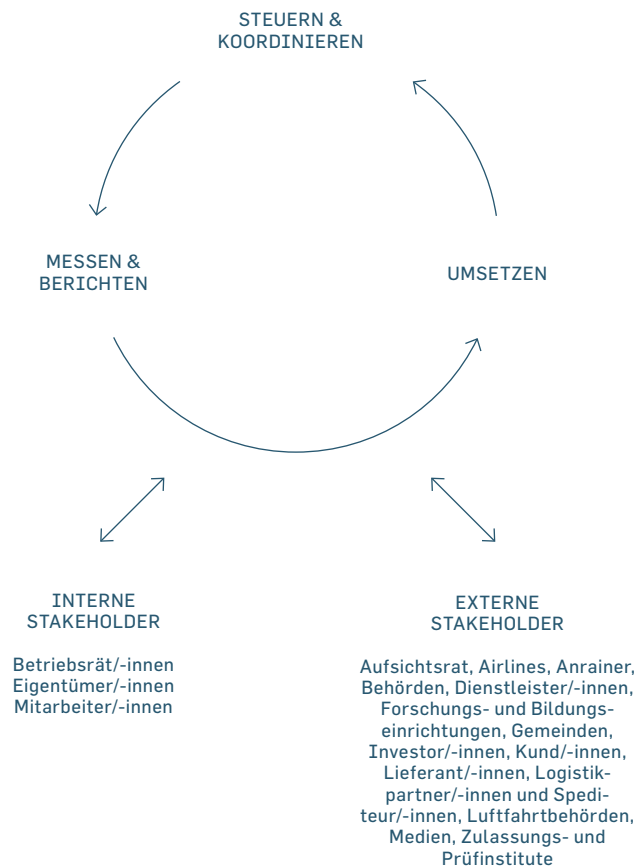 STEUERN &
KOORDINIEREN
MESSEN &
BERICHTEN
UMSETZEN
INTERNE
STAKEHOLDER
Betriebsrät/-innen
Eigentümer/-innen
Mitarbeiter/-innen
EXTERNE
STAKEHOLDER
Aufsichtsrat, Airlines, Anrainer,
Behörden, Dienstleister/-innen,
Forschungs- und Bildungs-
einrichtungen, Gemeinden,
Investor/-innen, Kund/-innen,
Lieferant/-innen, Logistik-
partner/-innen und Spedi-
teur/-innen, Luftfahrtbehörden,
Medien, Zulassungs- und
Prüfinstitute